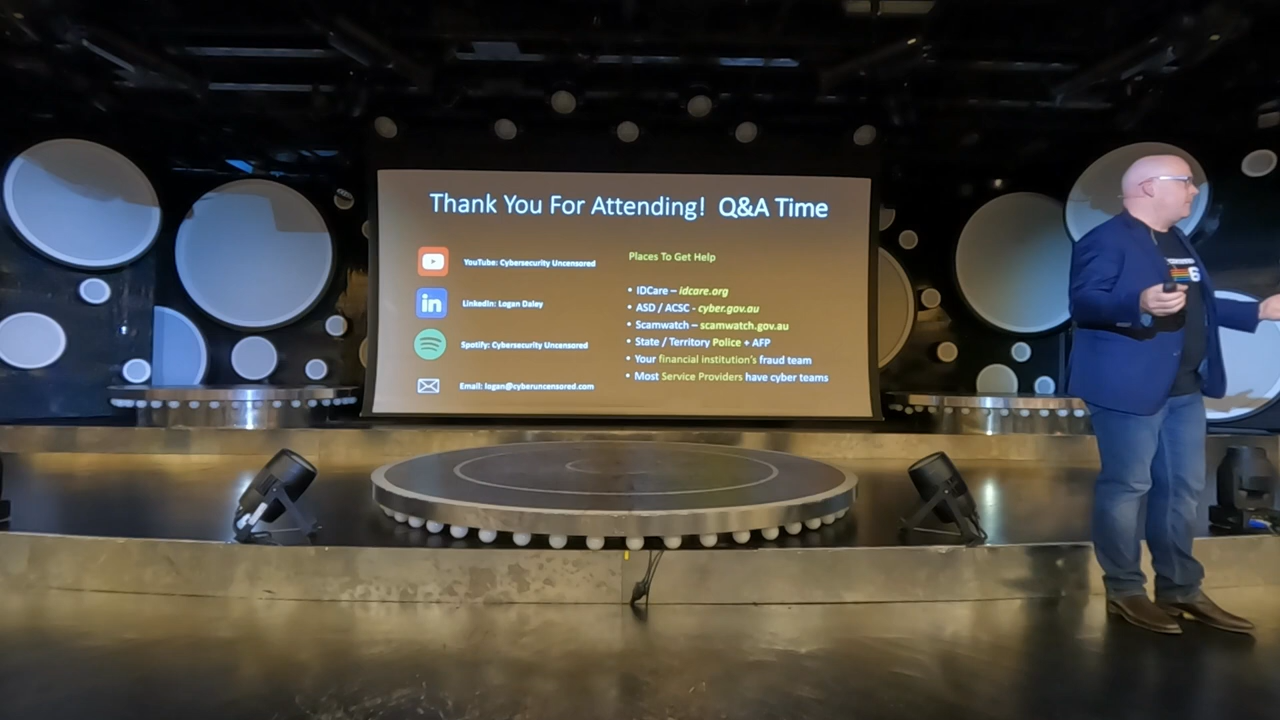 Thank You For Attending! Q&A Time
YouTube: Cybersecurity Uncensored
LinkedIn: Logan Daley
Spotify: Cybersecurity Uncensored
Email: logan@cyberuncensored.com
Places To Get Help
• IDCare – idcare.org
• ASD / ACSC - cyber.gov.au
• Scamwatch – scamwatch.gov.au
• State / Territory Police + AFP
• Your financial institution's fraud team
• Most Service Providers have cyber teams
in
6